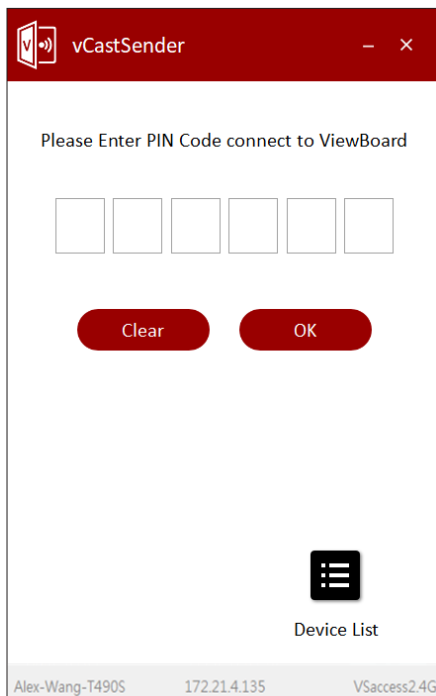 V
vCastSender
Please Enter PIN Code connect to ViewBoard
Clear OK
Device List
Alex-Wang-T490S 172.21.4.135 VSaccess2.4G